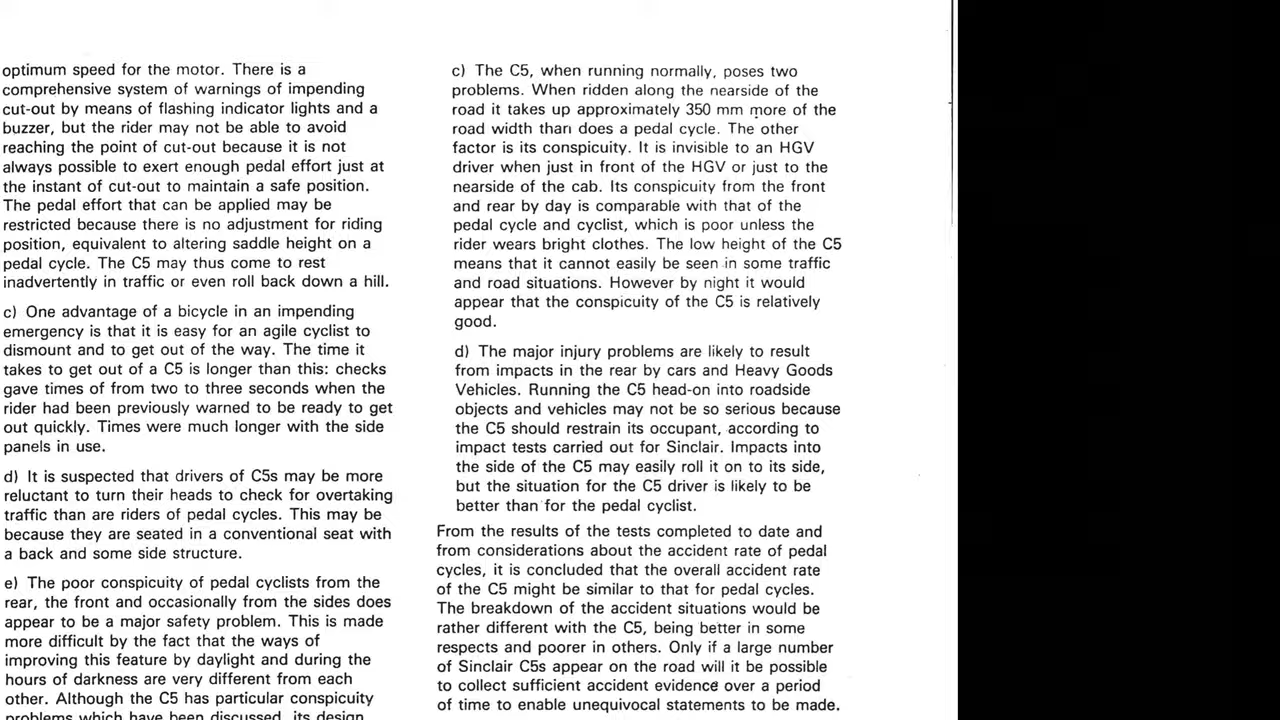 optimum speed for the motor. There is a
comprehensive system of warnings of impending
cut-out by means of flashing indicator lights and a
buzzer, but the rider may not be able to avoid
reaching the point of cut-out because it is not
always possible to exert enough pedal effort just at
the instant of cut-out to maintain a safe position.
The pedal effort that can be applied may be
restricted because there is no adjustment for riding
position, equivalent to altering saddle height on a
pedal cycle. The C5 may thus come to rest
inadvertently in traffic or even roll back down a hill.
c) One advantage of a bicycle in an impending
emergency is that it is easy for an agile cyclist to
dismount and to get out of the way. The time it
takes to get out of a C5 is longer than this: checks
gave times of from two to three seconds when the
rider had been previously warned to be ready to get
out quickly. Times were much longer with the side
panels in use.
d) It is suspected that drivers of C5s may be more
reluctant to turn their heads to check for overtaking
traffic than are riders of pedal cycles. This may be
because they are seated in a conventional seat with
a back and some side structure.
e) The poor conspicuity of pedal cyclists from the
rear, the front and occasionally from the sides does
appear to be a major safety problem. This is made
more difficult by the fact that the ways of
improving this feature by daylight and during the
hours of darkness are very different from each
other. Although the C5 has particular conspicuity
problems which have been discussed, its design
c) The C5, when running normally, poses two
problems. When ridden along the nearside of the
road it takes up approximately 350 mm more of the
road width than does a pedal cycle. The other
factor is its conspicuity. It is invisible to an HGV
driver when just in front of the HGV or just to the
nearside of the cab. Its conspicuity from the front
and rear by day is comparable with that of the
pedal cycle and cyclist, which is poor unless the
rider wears bright clothes. The low height of the C5
means that it cannot easily be seen in some traffic
and road situations. However by night it would
appear that the conspicuity of the C5 is relatively
good.
d) The major injury problems are likely to result
from impacts in the rear by cars and Heavy Goods
Vehicles. Running the C5 head-on into roadside
objects and vehicles may not be so serious because
the C5 should restrain its occupant, according to
impact tests carried out for Sinclair. Impacts into
the side of the C5 may easily roll it on to its side,
but the situation for the C5 driver is likely to be
better than for the pedal cyclist.
From the results of the tests completed to date and
from considerations about the accident rate of pedal
cycles, it is concluded that the overall accident rate
of the C5 might be similar to that for pedal cycles.
The breakdown of the accident situations would be
rather different with the C5, being better in some
respects and poorer in others. Only if a large number
of Sinclair C5s appear on the road will it be possible
to collect sufficient accident evidence over a period
of time to enable unequivocal statements to be made.